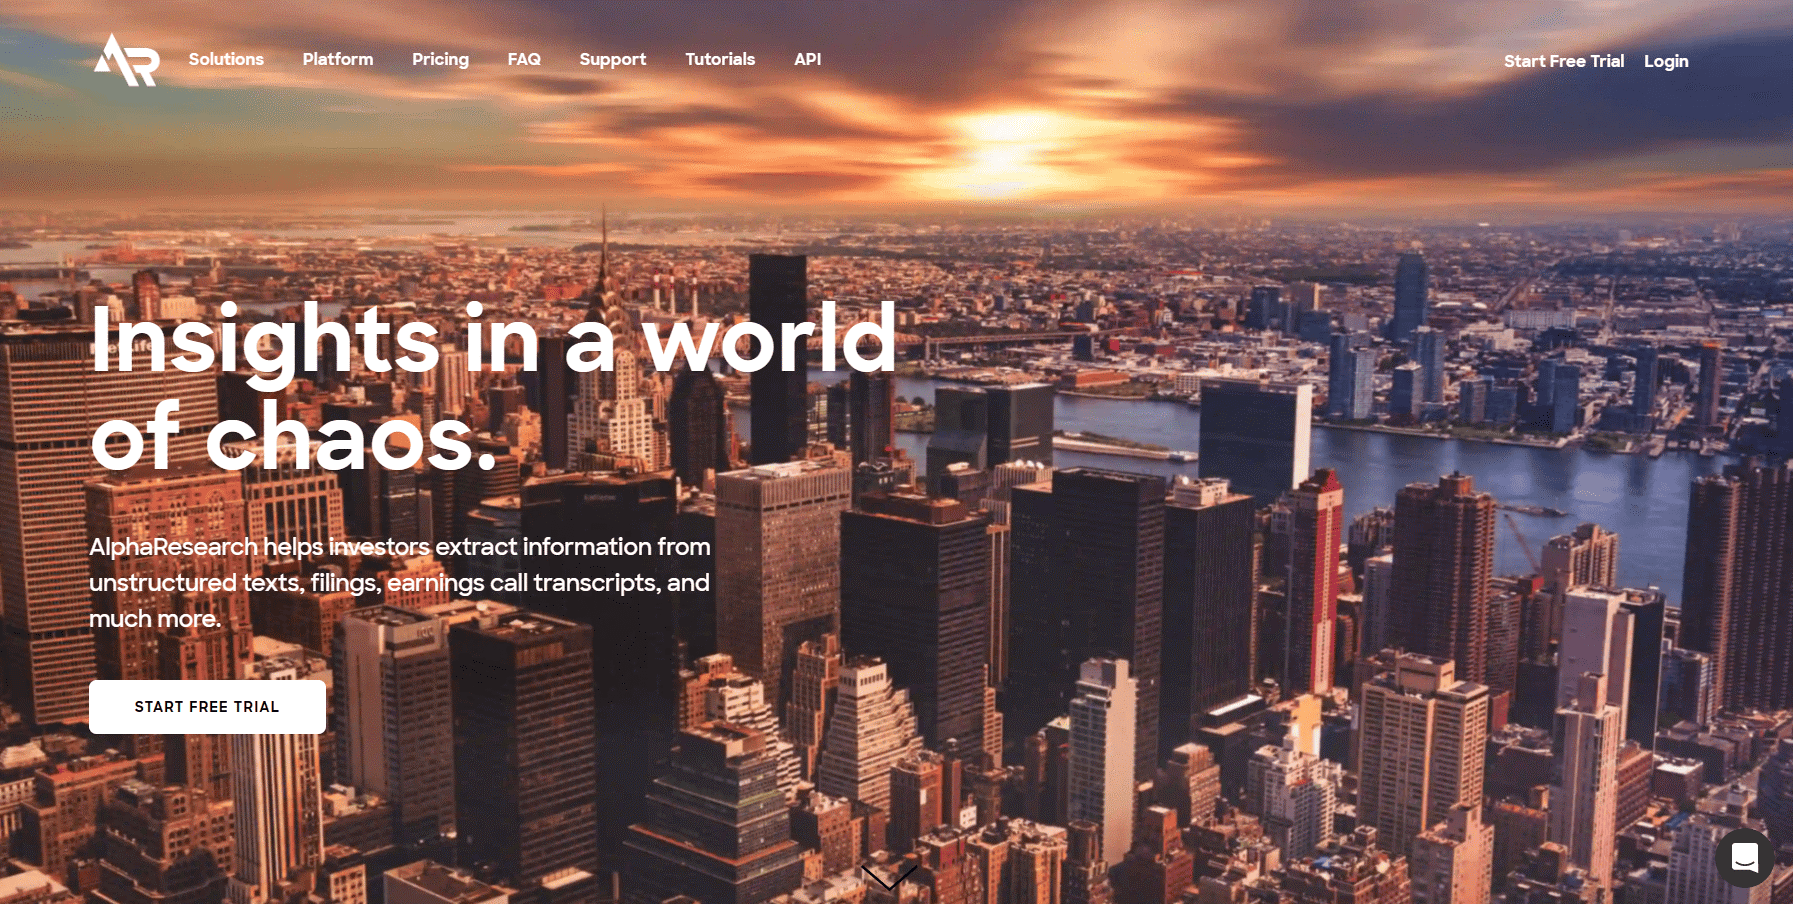 AR
Solutions
Platform
Pricing
FAQ
Support
Tutorials
API
Start Free Trial
Login
Insights in a world
of chaos.
AlphaResearch helps investors extract information from
unstructured texts, filings, earnings call transcripts, and
much more.
START FREE TRIAL